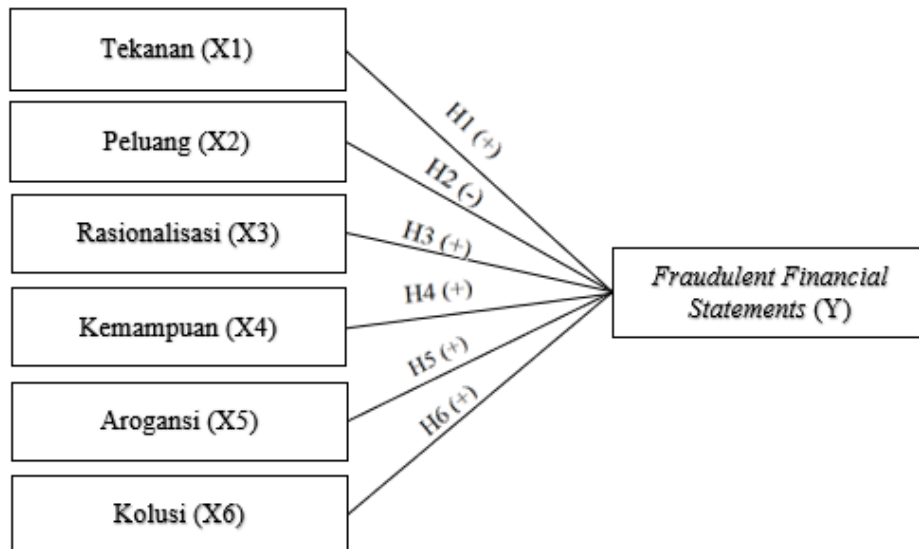 Tekanan (X1)
Peluang (X2)
Rasionalisasi (X3)
Kemampuan (X4)
Arogansi (X5)
Kolusi (X6)
H1 (+)
H2 (-)
H3 (+)
H4 (+)
H5 (+)
H6 (+)
Fraudulent Financial
Statements (Y)